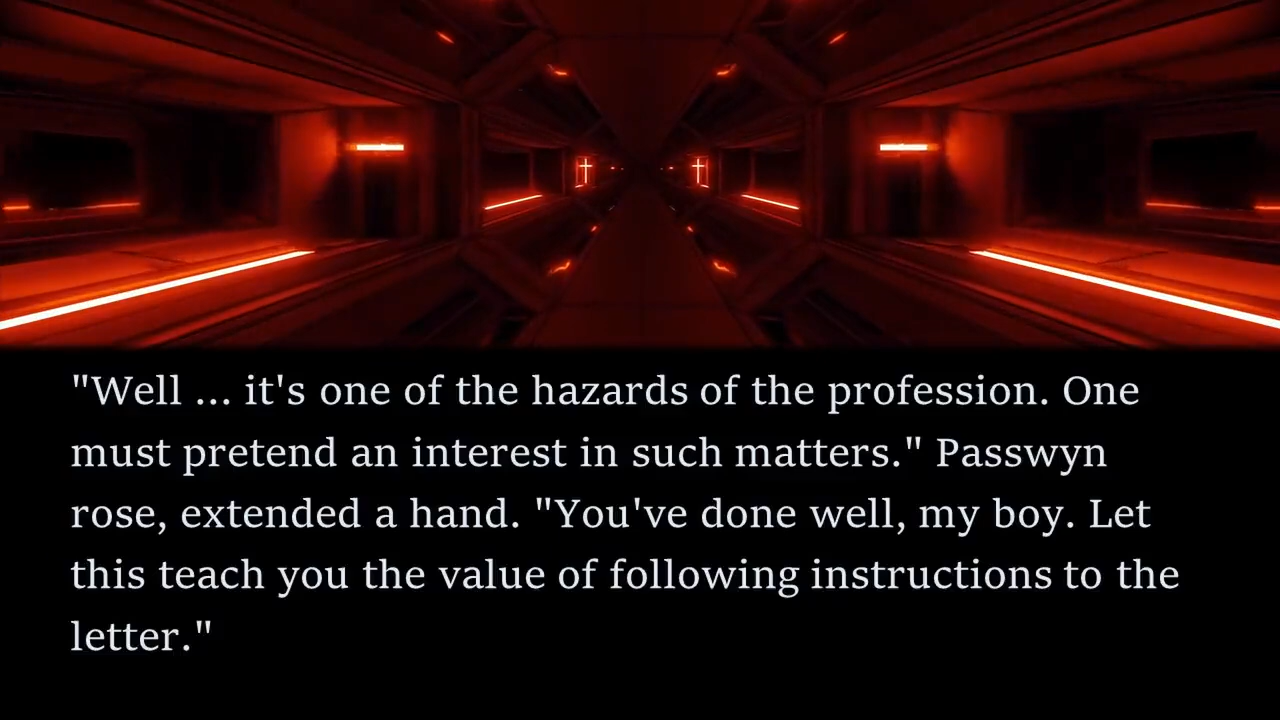 "Well ... it's one of the hazards of the profession. One
must pretend an interest in such matters." Passwyn
rose, extended a hand. "You've done well, my boy. Let
this teach you the value of following instructions to the
letter."